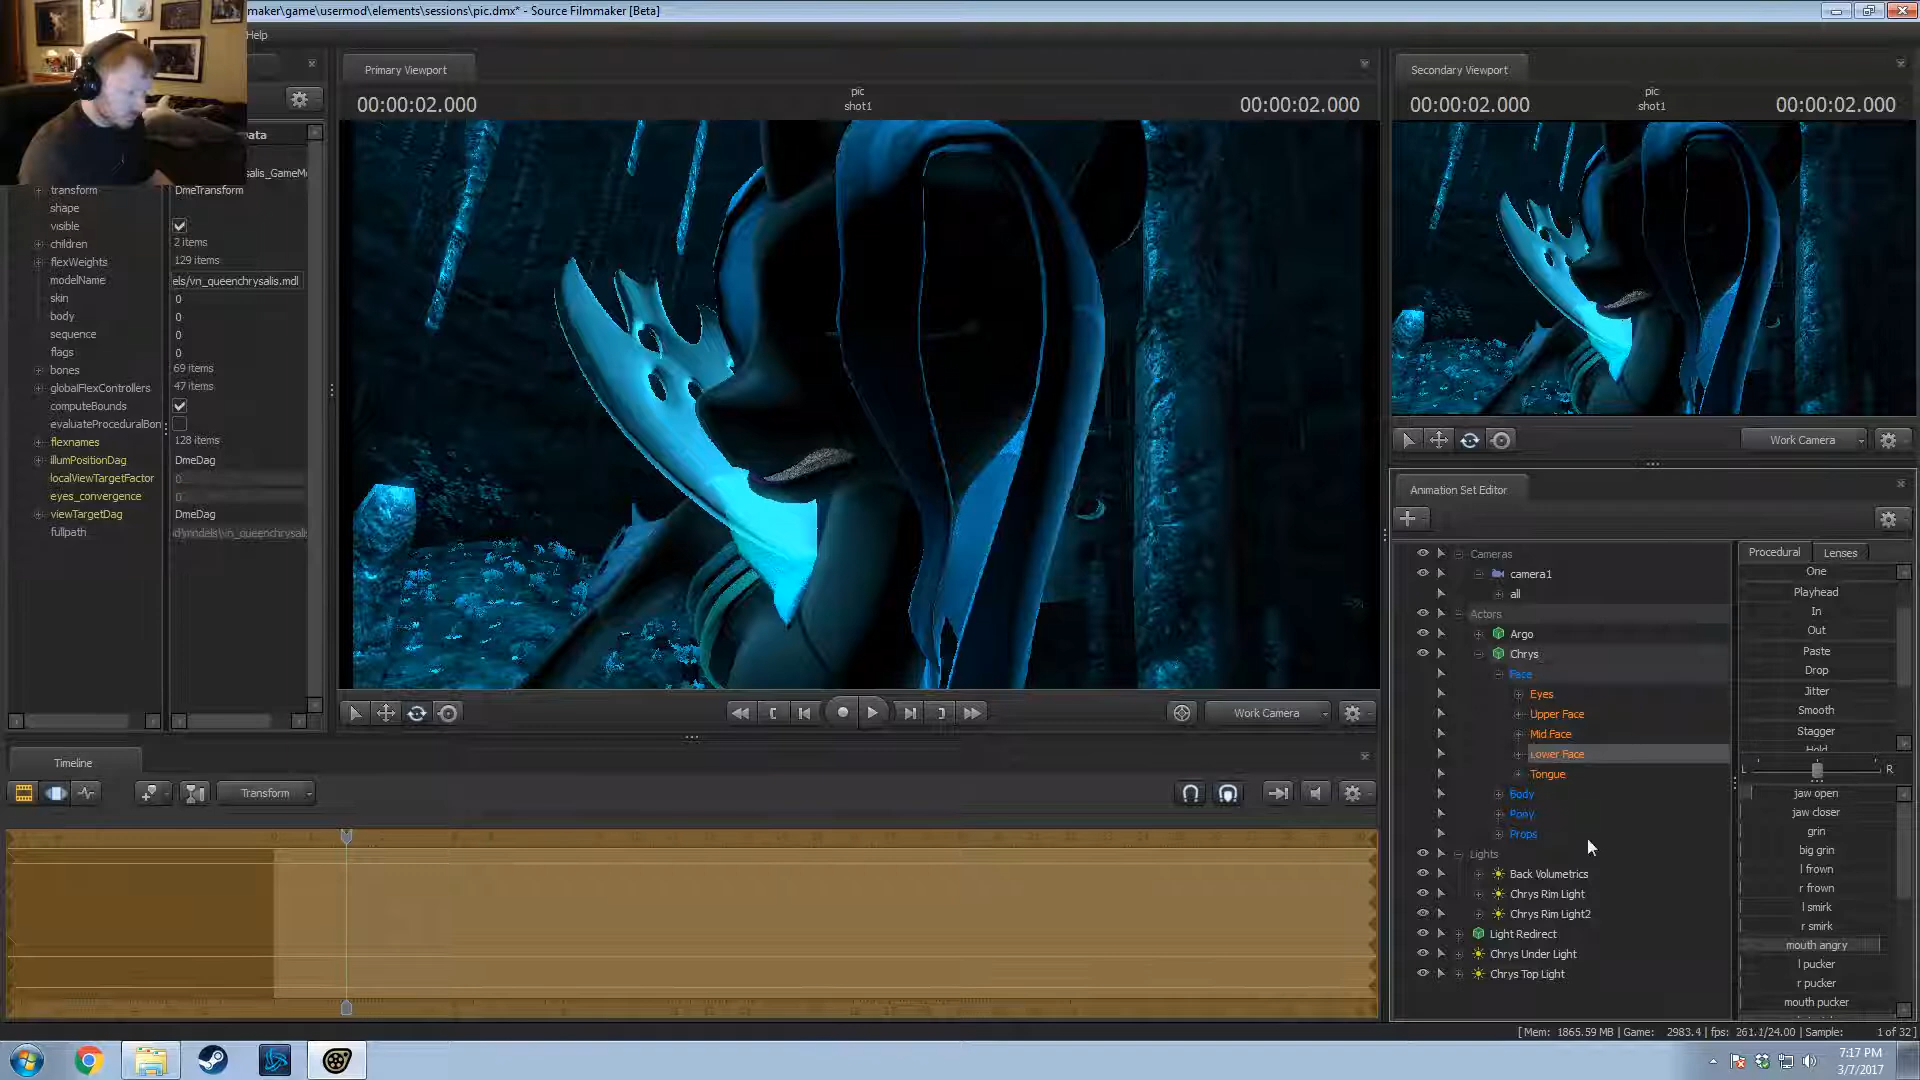 maker\game\usermod\elements\sessions\pic.dmx* - Source Filmmaker [Beta]
Help
Primary Viewport
00:00:02.000
pic
shot1
00:00:02.000
Secondary Viewport
00:00:02.000
pic
shot1
00:00:02.000
ata
salis_GameMo
transform
DmeTransform
shape
visible
children
2 items
flexWeights
129 items
modelName
els/vn_queenchrysalis.mdl
skin
0
body
0
sequence
0
flags
0
bones
69 items
globalFlexControllers
47 items
computeBounds
evaluateProceduralBon
flexnames
128 items
illumPositionDag
DmeDag
localViewTargetFactor
0
eyes_convergence
0
viewTargetDag
DmeDag
fullpath
d\models\vn_queenchrysalis
Work Camera
Work Camera
Timeline
Transform
Animation Set Editor
Cameras
camera1
all
Actors
Argo
Chrys
Face
Eyes
Upper Face
Mid Face
Lower Face
Tongue
Body
Pony
Props
Lights
Back Volumetrics
Chrys Rim Light
Chrys Rim Light2
Light Redirect
Chrys Under Light
Chrys Top Light
Procedural
Lenses
One
Playhead
In
Out
Paste
Drop
Jitter
Smooth
Stagger
Hold
L
R
jaw open
jaw closer
grin
big grin
l frown
r frown
l smirk
r smirk
mouth angry
l pucker
r pucker
mouth pucker
[ Mem: 1865.59 MB | Game: 2983.4 | fps: 261.1/24.00 | Sample: 1 of 32 ]
7:17 PM
3/7/2017